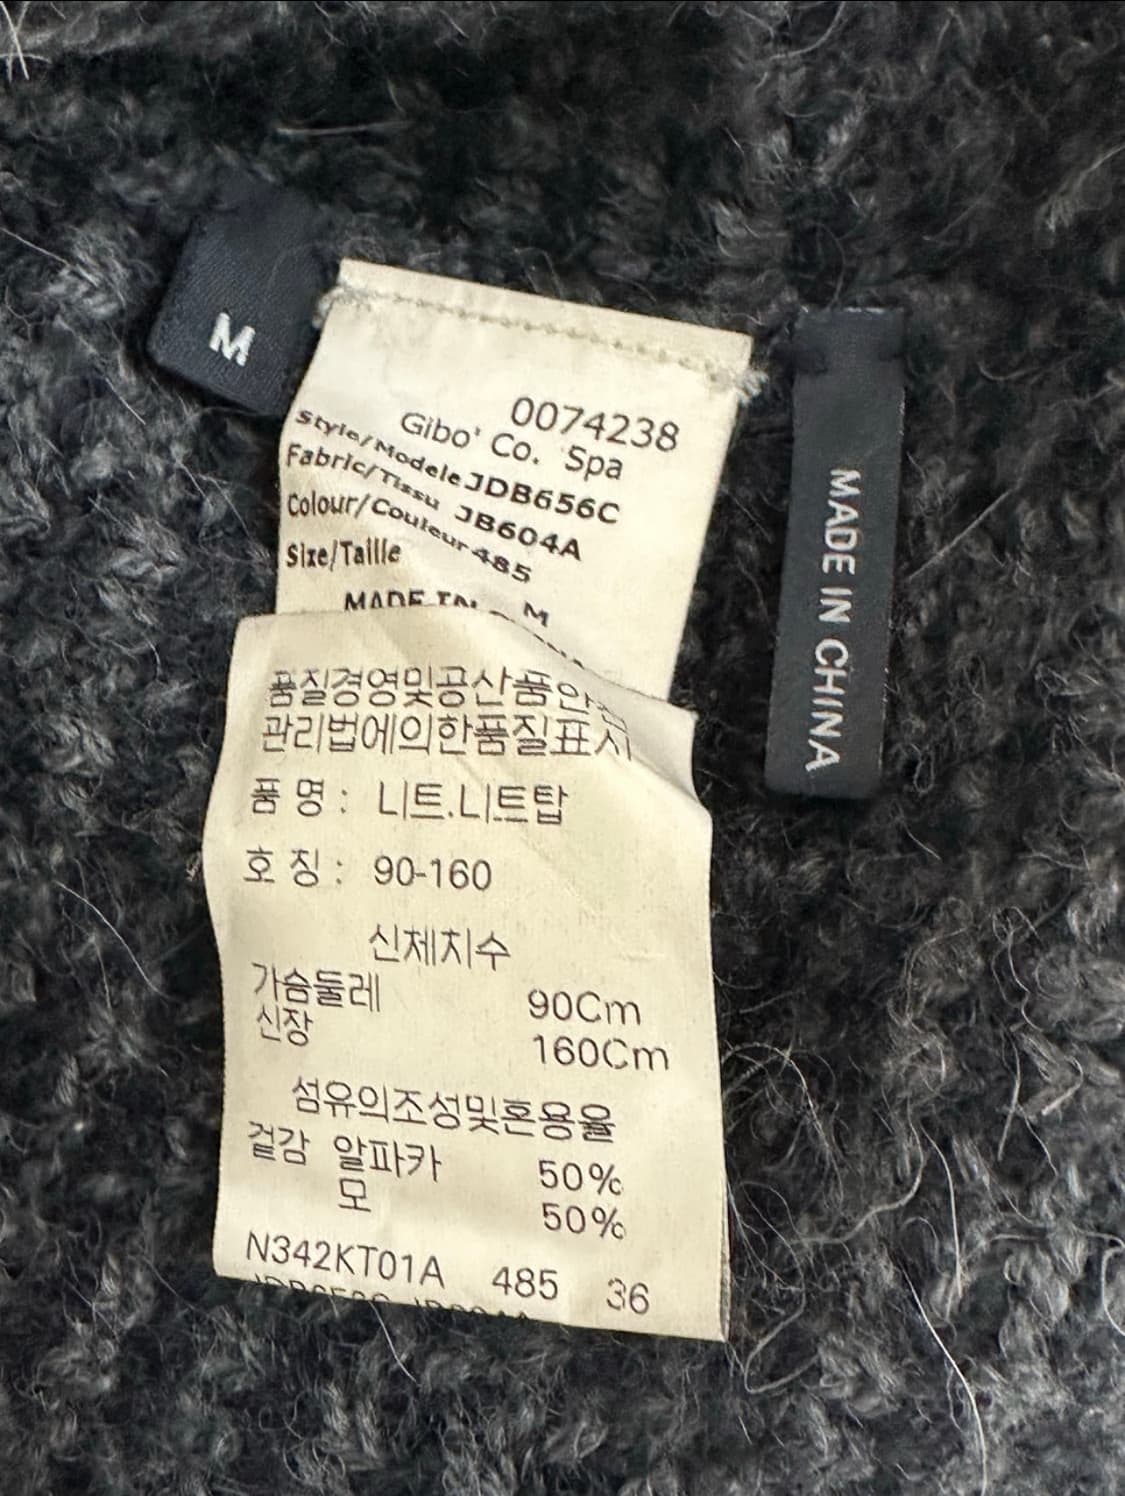 M
0074238
Gibo' Co. Spa
Style/Modele JDB656C
Fabric/Tissu JB604A
Colour/Couleur 485
Size/Taille M
MADE IN
MADE IN CHINA
품질경영및공산품안
관리법에의한품질표시
품 명 : 니트.니트탑
호 칭 : 90-160
신체치수
가슴둘레 90Cm
신장 160Cm
섬유의조성및혼용율
겉감 알파카 50%
모 50%
N342KT01A 485 36